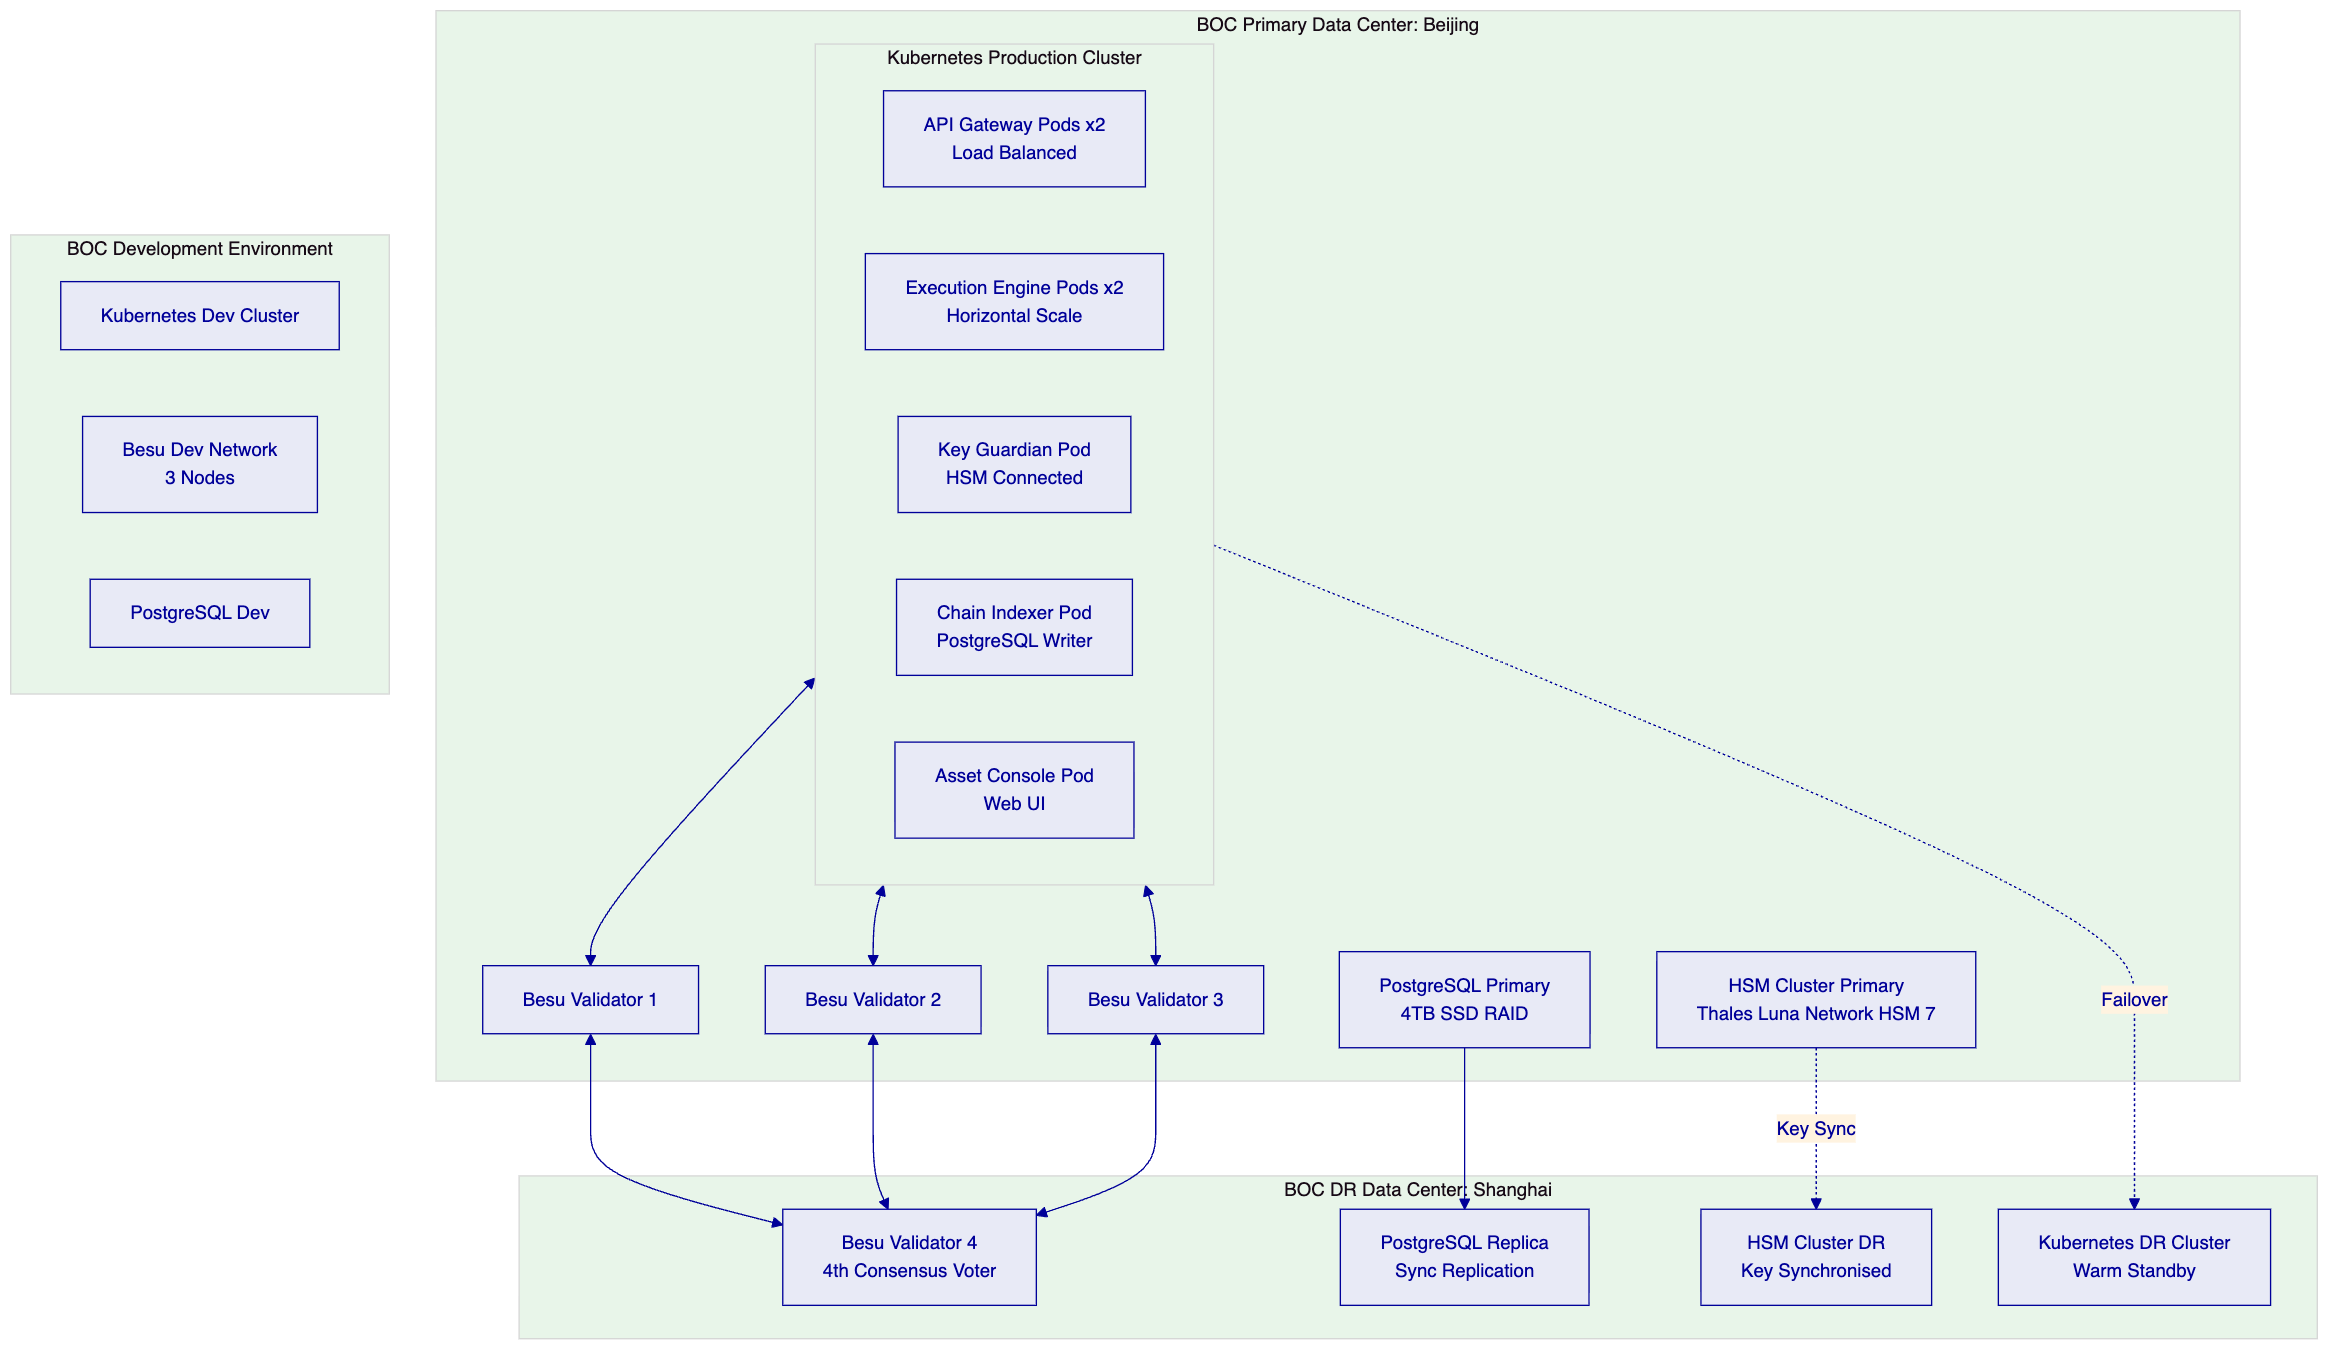 BOC Primary Data Center: Beijing
Kubernetes Production Cluster
API Gateway Pods x2
Load Balanced
Execution Engine Pods x2
Horizontal Scale
Key Guardian Pod
HSM Connected
Chain Indexer Pod
PostgreSQL Writer
Asset Console Pod
Web UI
BOC Development Environment
Kubernetes Dev Cluster
Besu Dev Network
3 Nodes
PostgreSQL Dev
Besu Validator 1
Besu Validator 2
Besu Validator 3
PostgreSQL Primary
4TB SSD RAID
HSM Cluster Primary
Thales Luna Network HSM 7
Failover
Key Sync
BOC DR Data Center: Shanghai
Besu Validator 4
4th Consensus Voter
PostgreSQL Replica
Sync Replication
HSM Cluster DR
Key Synchronised
Kubernetes DR Cluster
Warm Standby